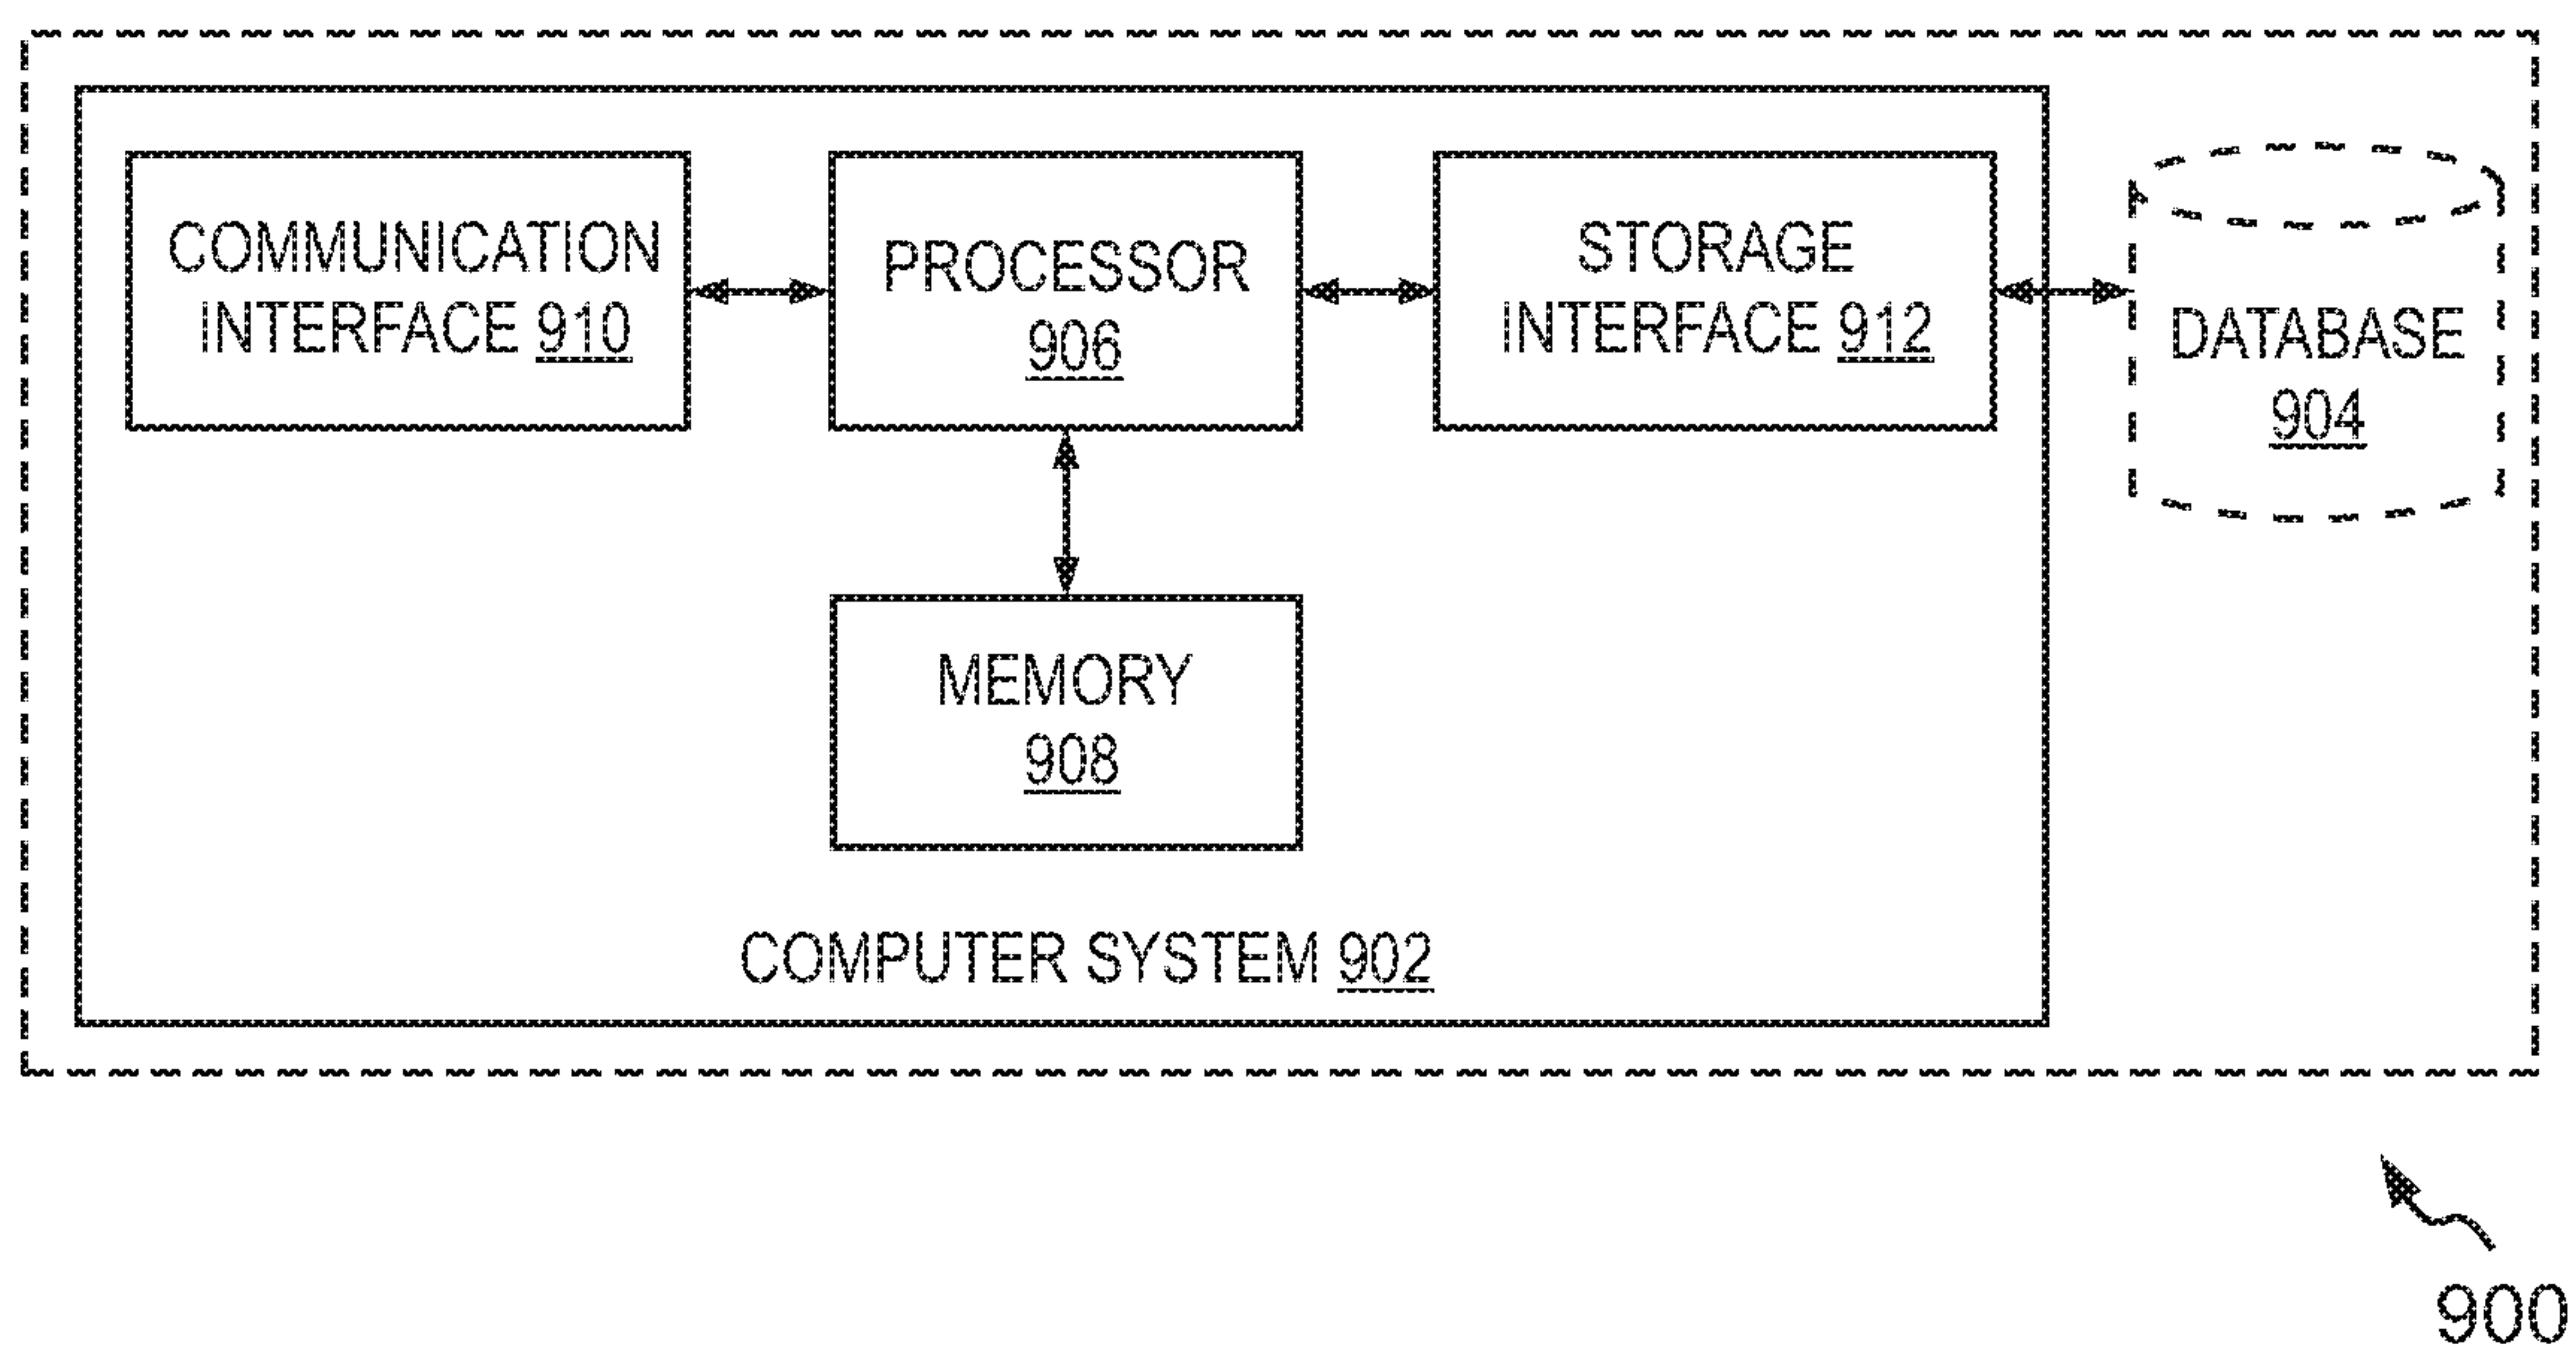 COMMUNICATION
INTERFACE 910
PROCESSOR
906
STORAGE
INTERFACE 912
DATABASE
904
MEMORY
908
COMPUTER SYSTEM 902
900